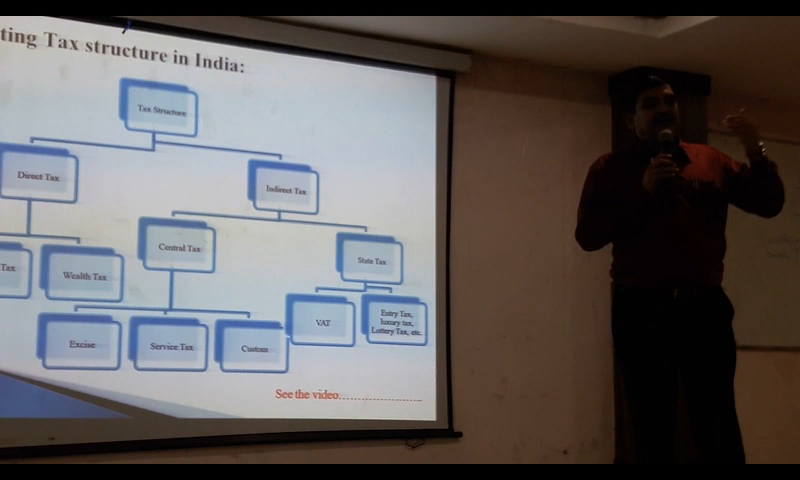 ting Tax structure in India:
Tax Structure
Direct Tax
Indirect Tax
Central Tax
State Tax
Tax
Wealth Tax
VAT
Entry Tax,
luxury tax,
Lottery Tax, etc.
Excise
Service Tax
Custom
See the video........................